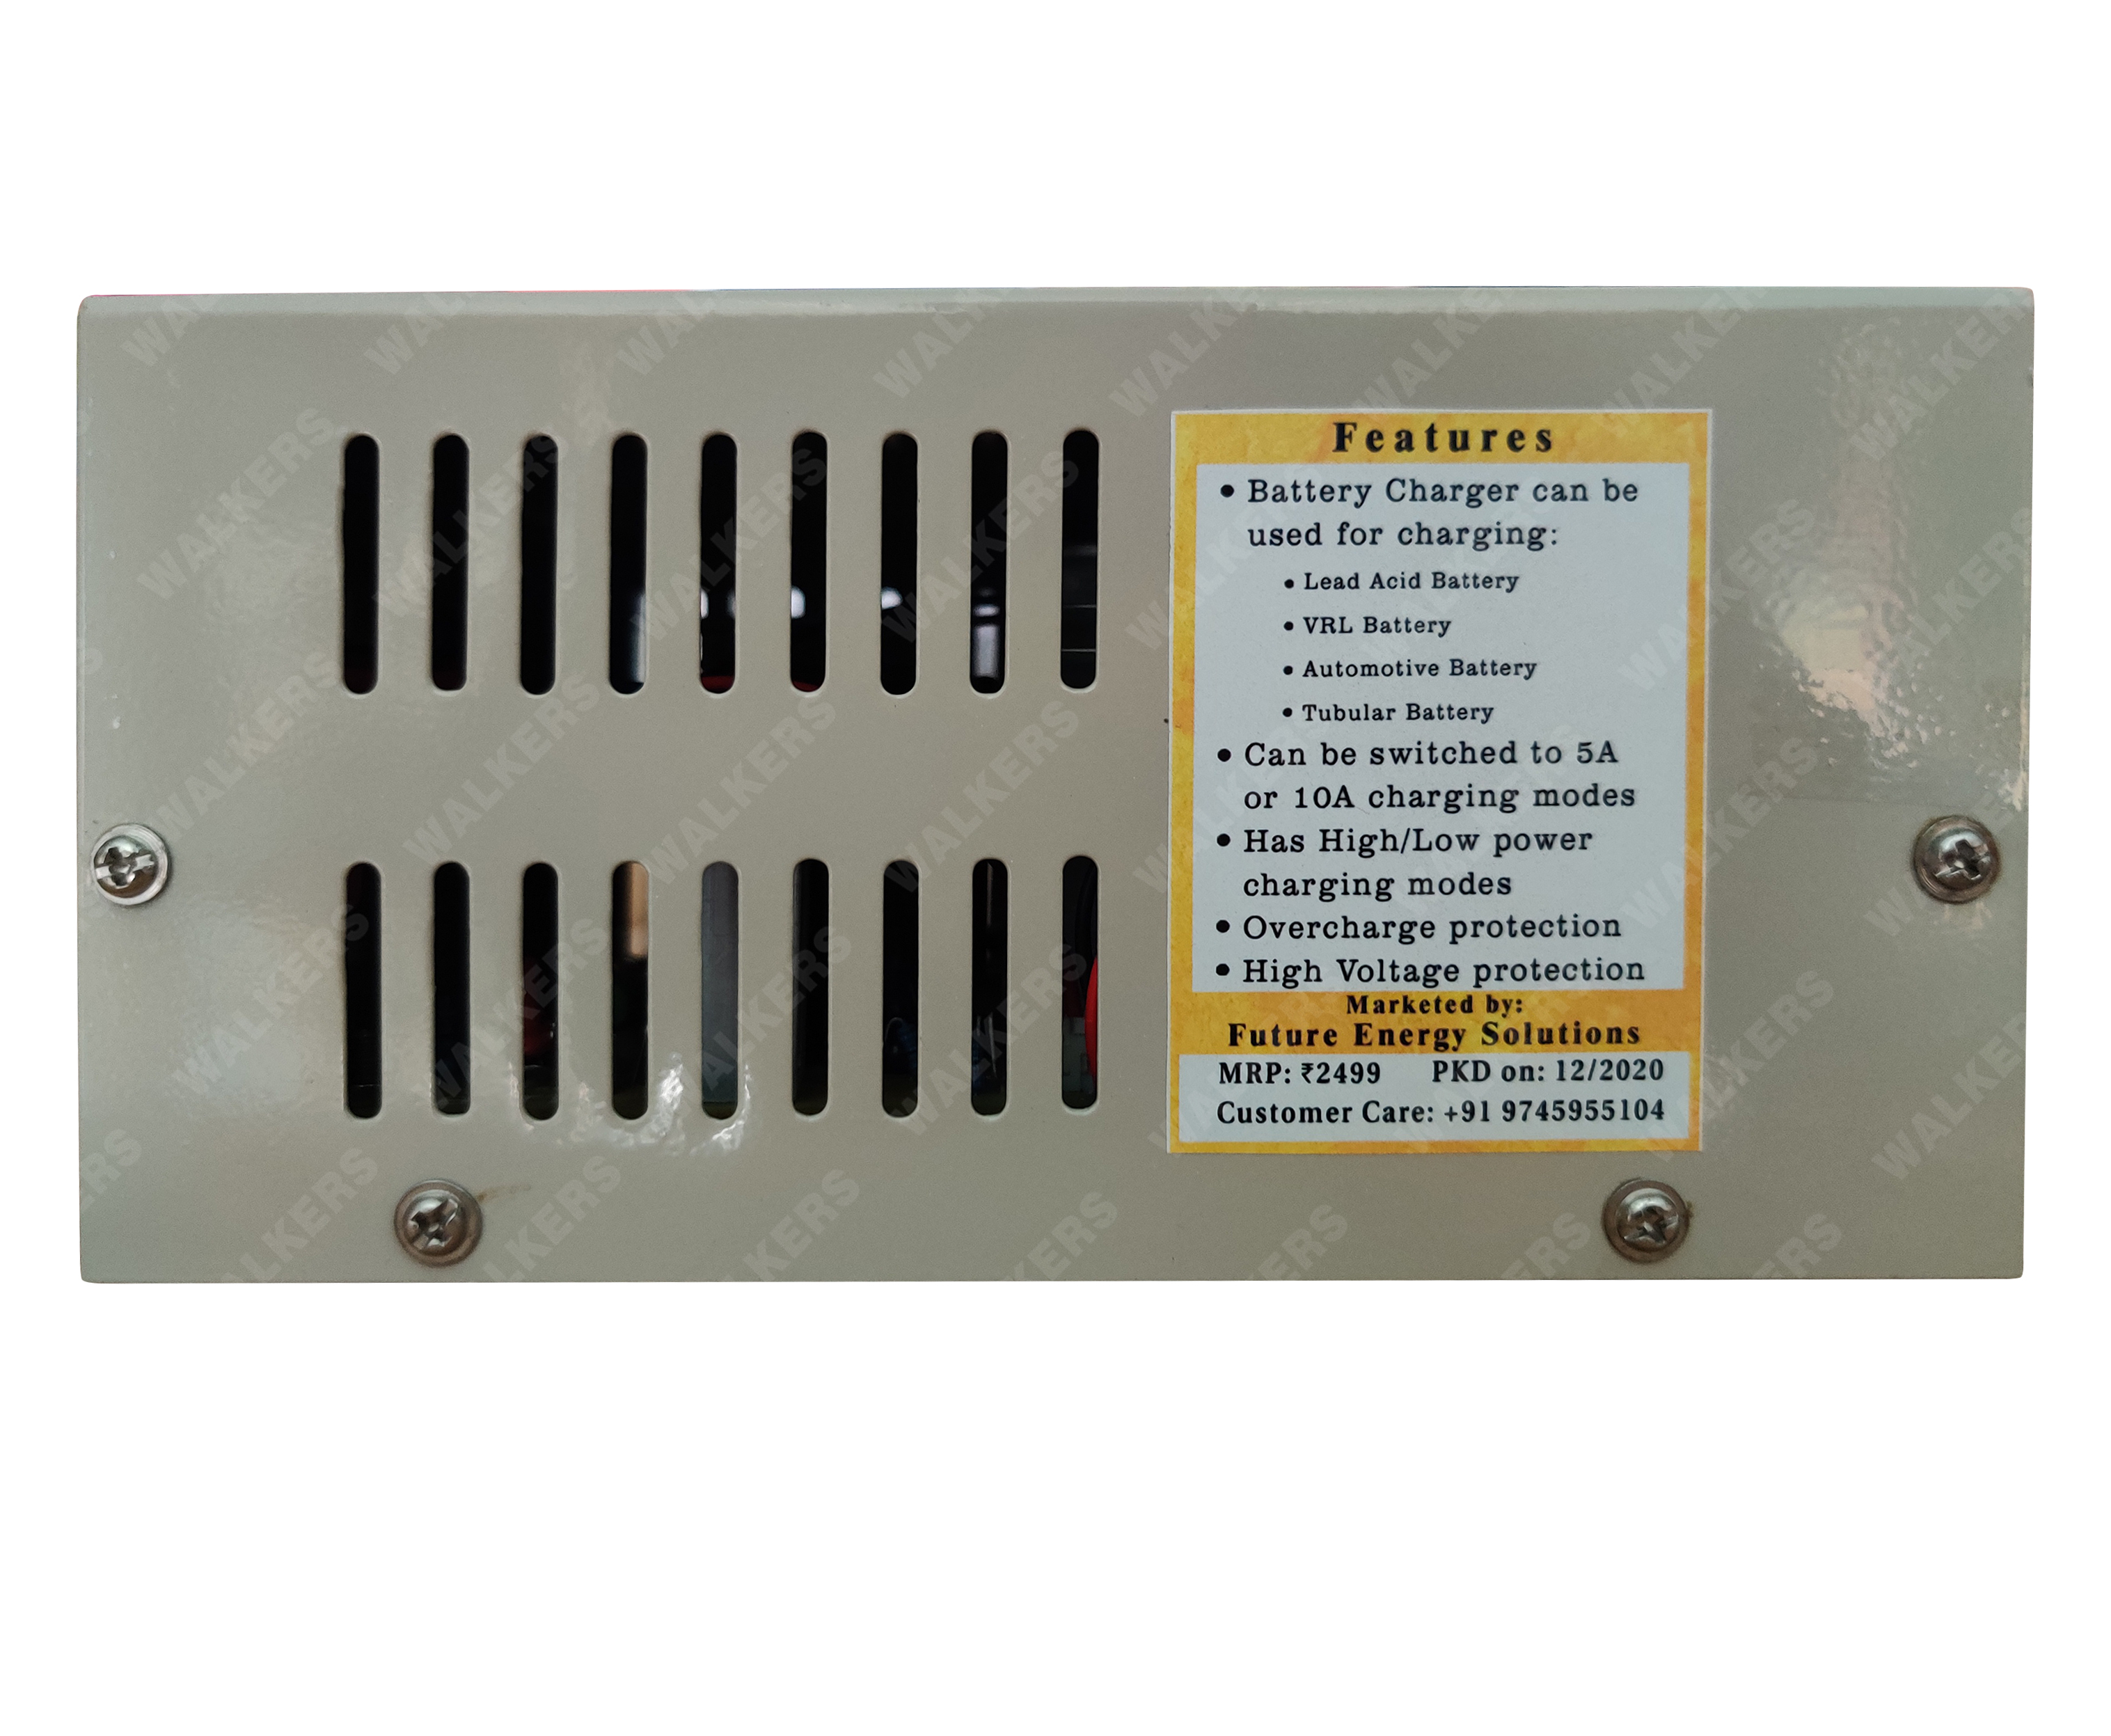 Features
• Battery Charger can be
used for charging:
• Lead Acid Battery
• VRL Battery
• Automotive Battery
• Tubular Battery
• Can be switched to 5A
or 10A charging modes
• Has High/Low power
charging modes
• Overcharge protection
• High Voltage protection
Marketed by:
Future Energy Solutions
MRP: ₹2499 PKD on: 12/2020
Customer Care: +91 9745955104
WALKERS